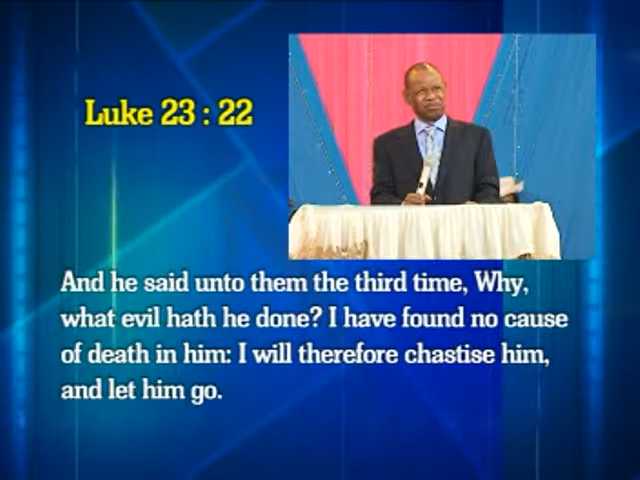 Luke 23 : 22
And he said unto them the third time, Why,
what evil hath he done? I have found no cause
of death in him: I will therefore chastise him,
and let him go.